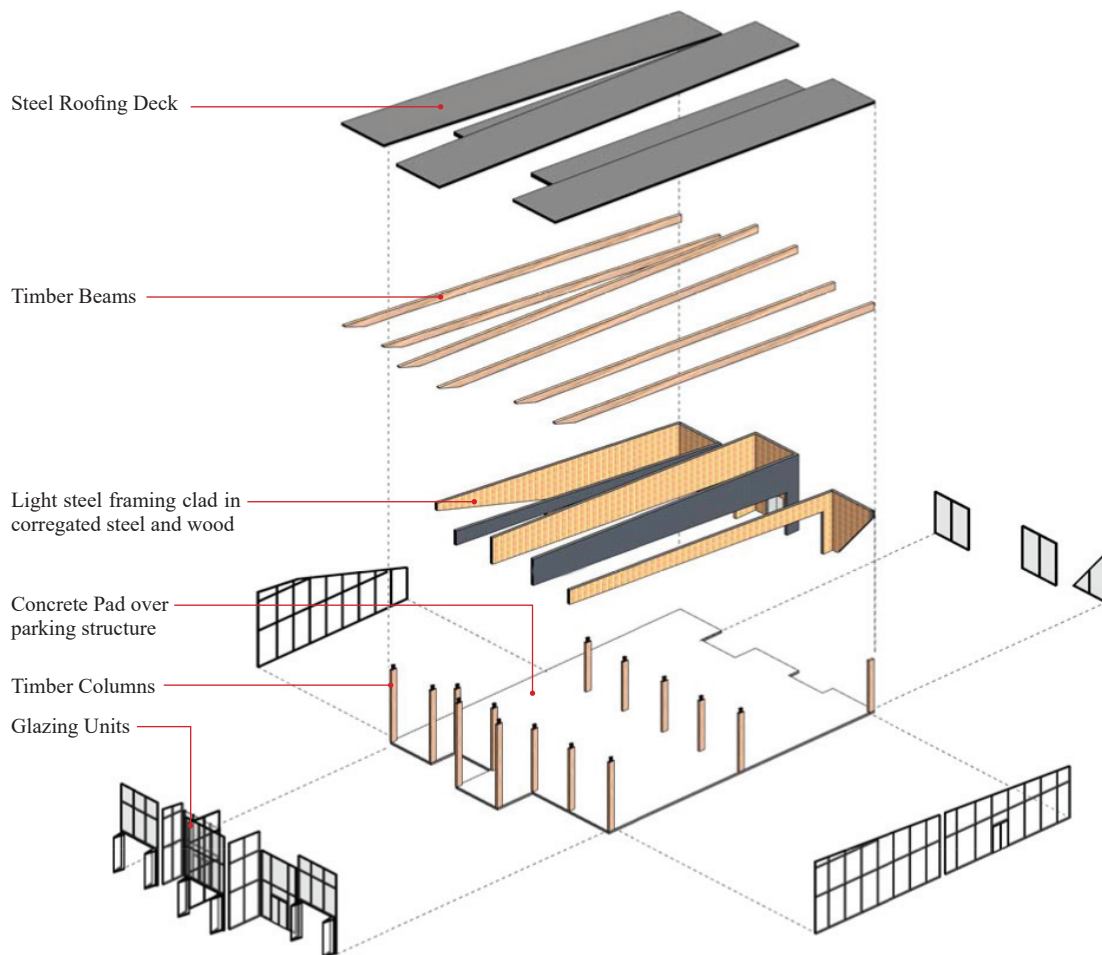 Steel Roofing Deck
Timber Beams
Light steel framing clad in
corregated steel and wood
Concrete Pad over
parking structure
Timber Columns
Glazing Units